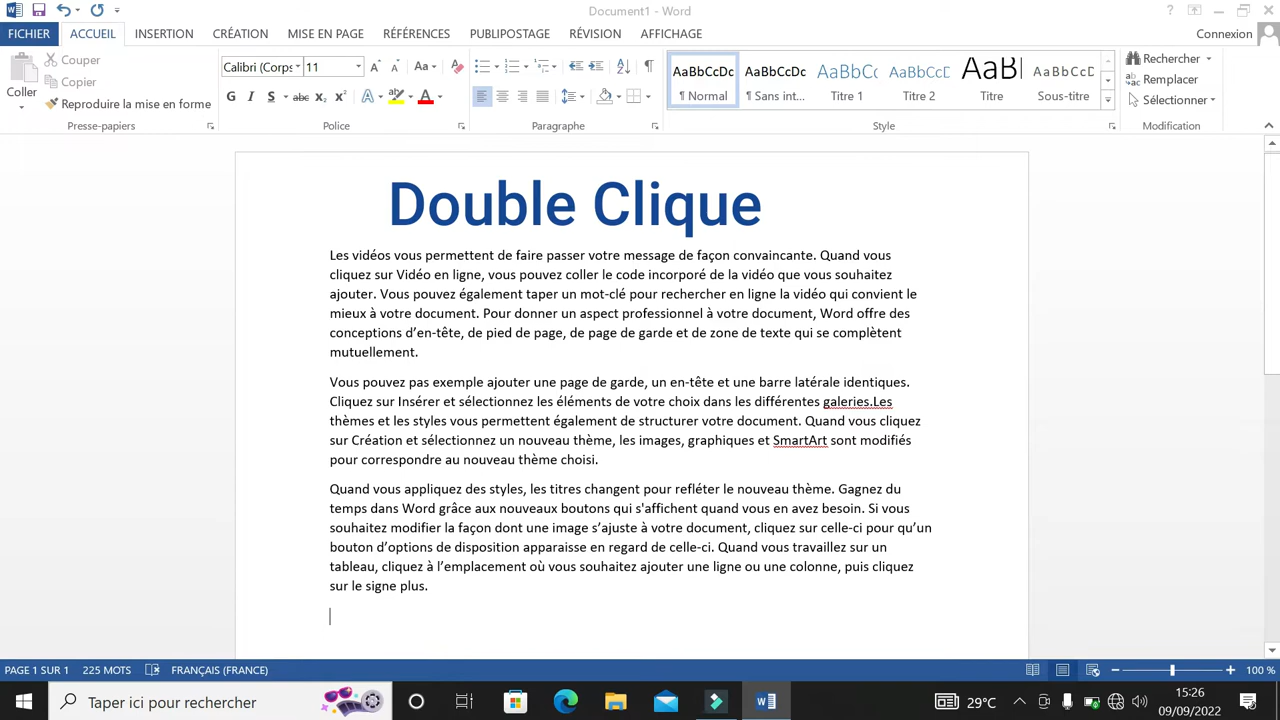 Document1 - Word
?
FICHIER ACCUEIL INSERTION CRÉATION MISE EN PAGE RÉFÉRENCES PUBLIPOSTAGE RÉVISION AFFICHAGE Connexion
Coller
Couper
Copier
Reproduire la mise en forme
Presse-papiers
Calibri (Corps 11
G I S abc x₂ x² A A
Aa
Police
Paragraphe
AaBbCcDc AaBbCcDc AaBbCc AaBbCcD AaB AaBbCcD
¶ Normal ¶ Sans int... Titre 1 Titre 2 Titre Sous-titre
Style
Rechercher
Remplacer
Sélectionner
Modification
Double Clique
Les vidéos vous permettent de faire passer votre message de façon convaincante. Quand vous
cliquez sur Vidéo en ligne, vous pouvez coller le code incorporé de la vidéo que vous souhaitez
ajouter. Vous pouvez également taper un mot-clé pour rechercher en ligne la vidéo qui convient le
mieux à votre document. Pour donner un aspect professionnel à votre document, Word offre des
conceptions d’en-tête, de pied de page, de page de garde et de zone de texte qui se complètent
mutuellement.
Vous pouvez pas exemple ajouter une page de garde, un en-tête et une barre latérale identiques.
Cliquez sur Insérer et sélectionnez les éléments de votre choix dans les différentes galeries.Les
thèmes et les styles vous permettent également de structurer votre document. Quand vous cliquez
sur Création et sélectionnez un nouveau thème, les images, graphiques et SmartArt sont modifiés
pour correspondre au nouveau thème choisi.
Quand vous appliquez des styles, les titres changent pour refléter le nouveau thème. Gagnez du
temps dans Word grâce aux nouveaux boutons qui s'affichent quand vous en avez besoin. Si vous
souhaitez modifier la façon dont une image s’ajuste à votre document, cliquez sur celle-ci pour qu’un
bouton d’options de disposition apparaisse en regard de celle-ci. Quand vous travaillez sur un
tableau, cliquez à l’emplacement où vous souhaitez ajouter une ligne ou une colonne, puis cliquez
sur le signe plus.
PAGE 1 SUR 1 225 MOTS FRANÇAIS (FRANCE) 100 %
Taper ici pour rechercher
29°C
15:26
09/09/2022